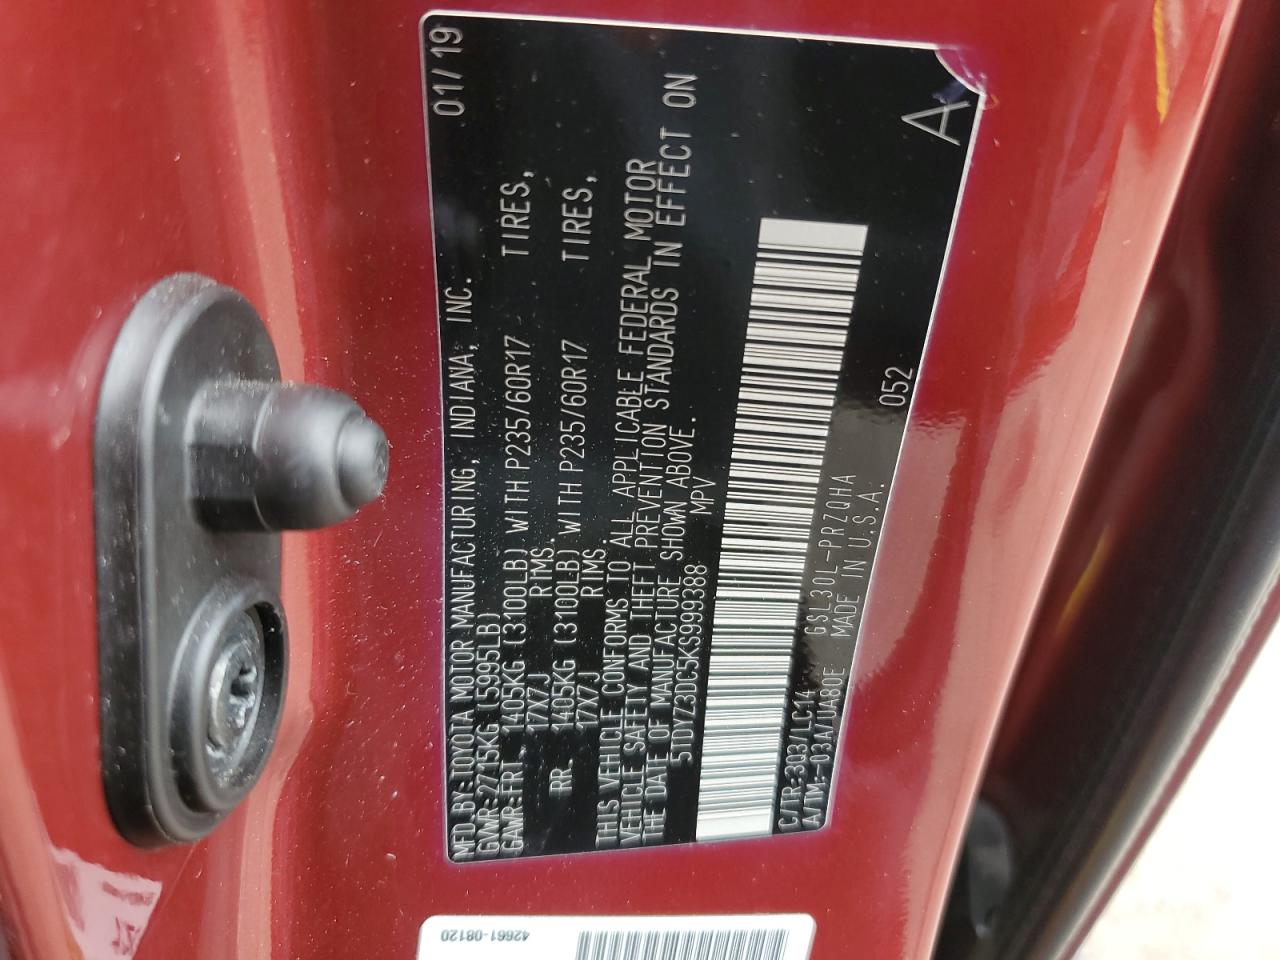 MFD.BY:TOYOTA MOTOR MANUFACTURING, INDIANA, INC. 01/19
GVWR:2715KG (5995LB)
GAWR:FRT. 1405KG (3100LB) WITH P235/60R17 TIRES,
17X7J RIMS.
RR. 1405KG (3100LB) WITH P235/60R17 TIRES,
17X7J RIMS.
THIS VEHICLE CONFORMS TO ALL APPLICABLE FEDERAL MOTOR
VEHICLE SAFETY AND THEFT PREVENTION STANDARDS IN EFFECT ON
THE DATE OF MANUFACTURE SHOWN ABOVE.
5TDYZ3DC5KS999388 MPV
C/TR:3Q3/LC14 GSL30L-PRZQHA 052
A/TM:-03A/UA80E MADE IN U.S.A.
A
42661-08120